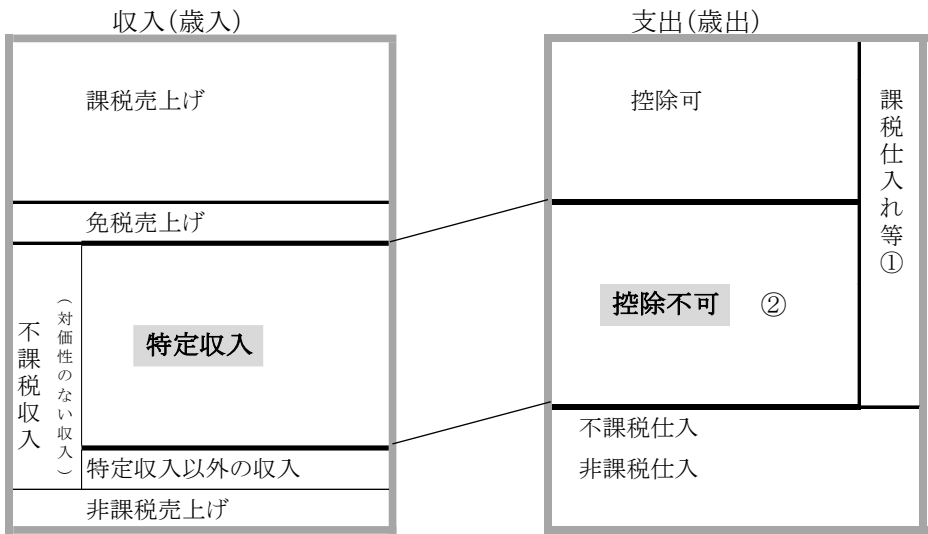 収入(歳入)
課税売上げ
免税売上げ
不課税収入
(対価性のない収入)
特定収入
特定収入以外の収入
非課税売上げ
支出(歳出)
控除可
課税仕入れ等①
控除不可 ②
不課税仕入
非課税仕入